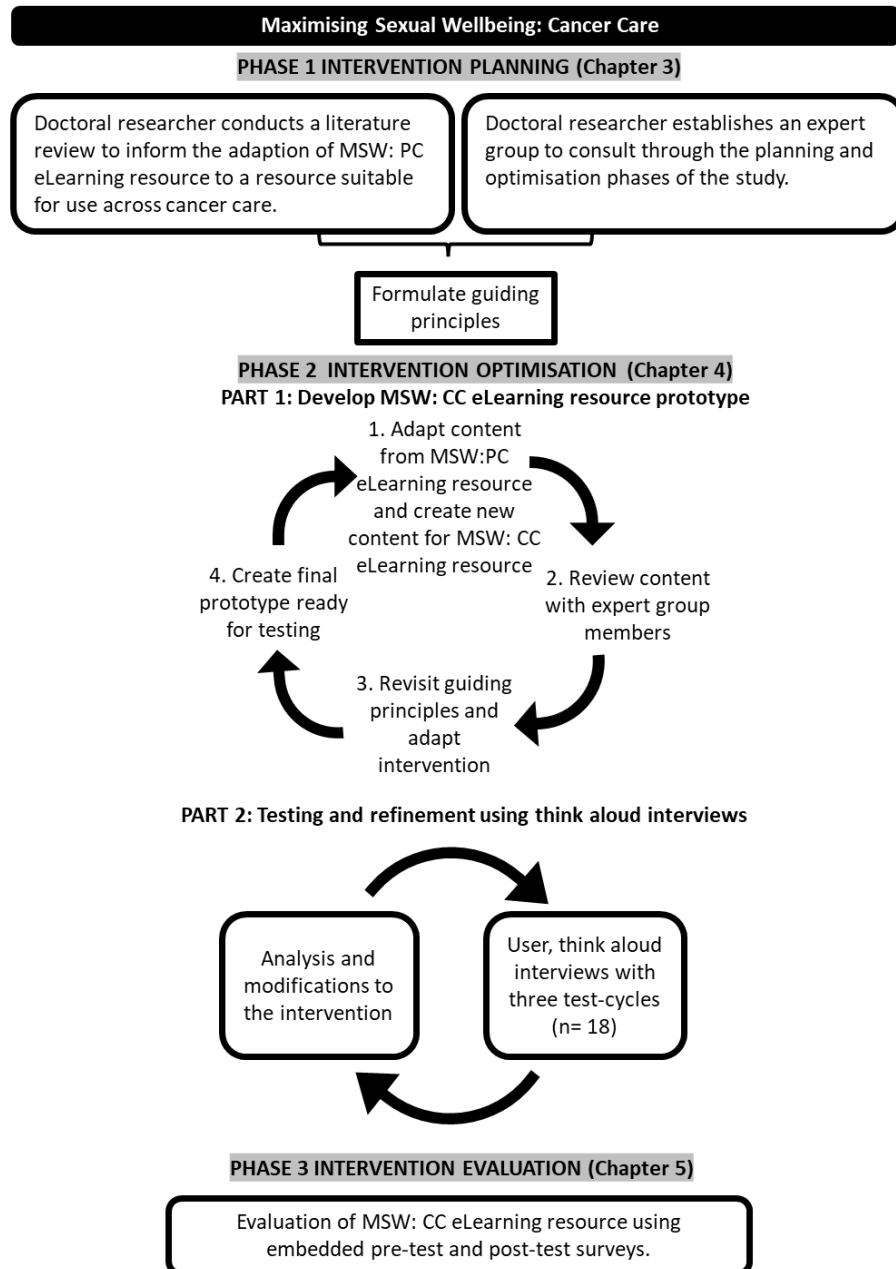 Maximising Sexual Wellbeing: Cancer Care
PHASE 1 INTERVENTION PLANNING (Chapter 3)
Doctoral researcher conducts a literature
review to inform the adaption of MSW: PC
eLearning resource to a resource suitable
for use across cancer care.
Doctoral researcher establishes an expert
group to consult through the planning and
optimisation phases of the study.
Formulate guiding
principles
PHASE 2 INTERVENTION OPTIMISATION (Chapter 4)
PART 1: Develop MSW: CC eLearning resource prototype
1. Adapt content
from MSW:PC
eLearning resource
and create new
content for MSW: CC
eLearning resource
2. Review content
with expert group
members
3. Revisit guiding
principles and
adapt
intervention
4. Create final
prototype ready
for testing
PART 2: Testing and refinement using think aloud interviews
Analysis and
modifications to
the intervention
User, think aloud
interviews with
three test-cycles
(n= 18)
PHASE 3 INTERVENTION EVALUATION (Chapter 5)
Evaluation of MSW: CC eLearning resource using
embedded pre-test and post-test surveys.